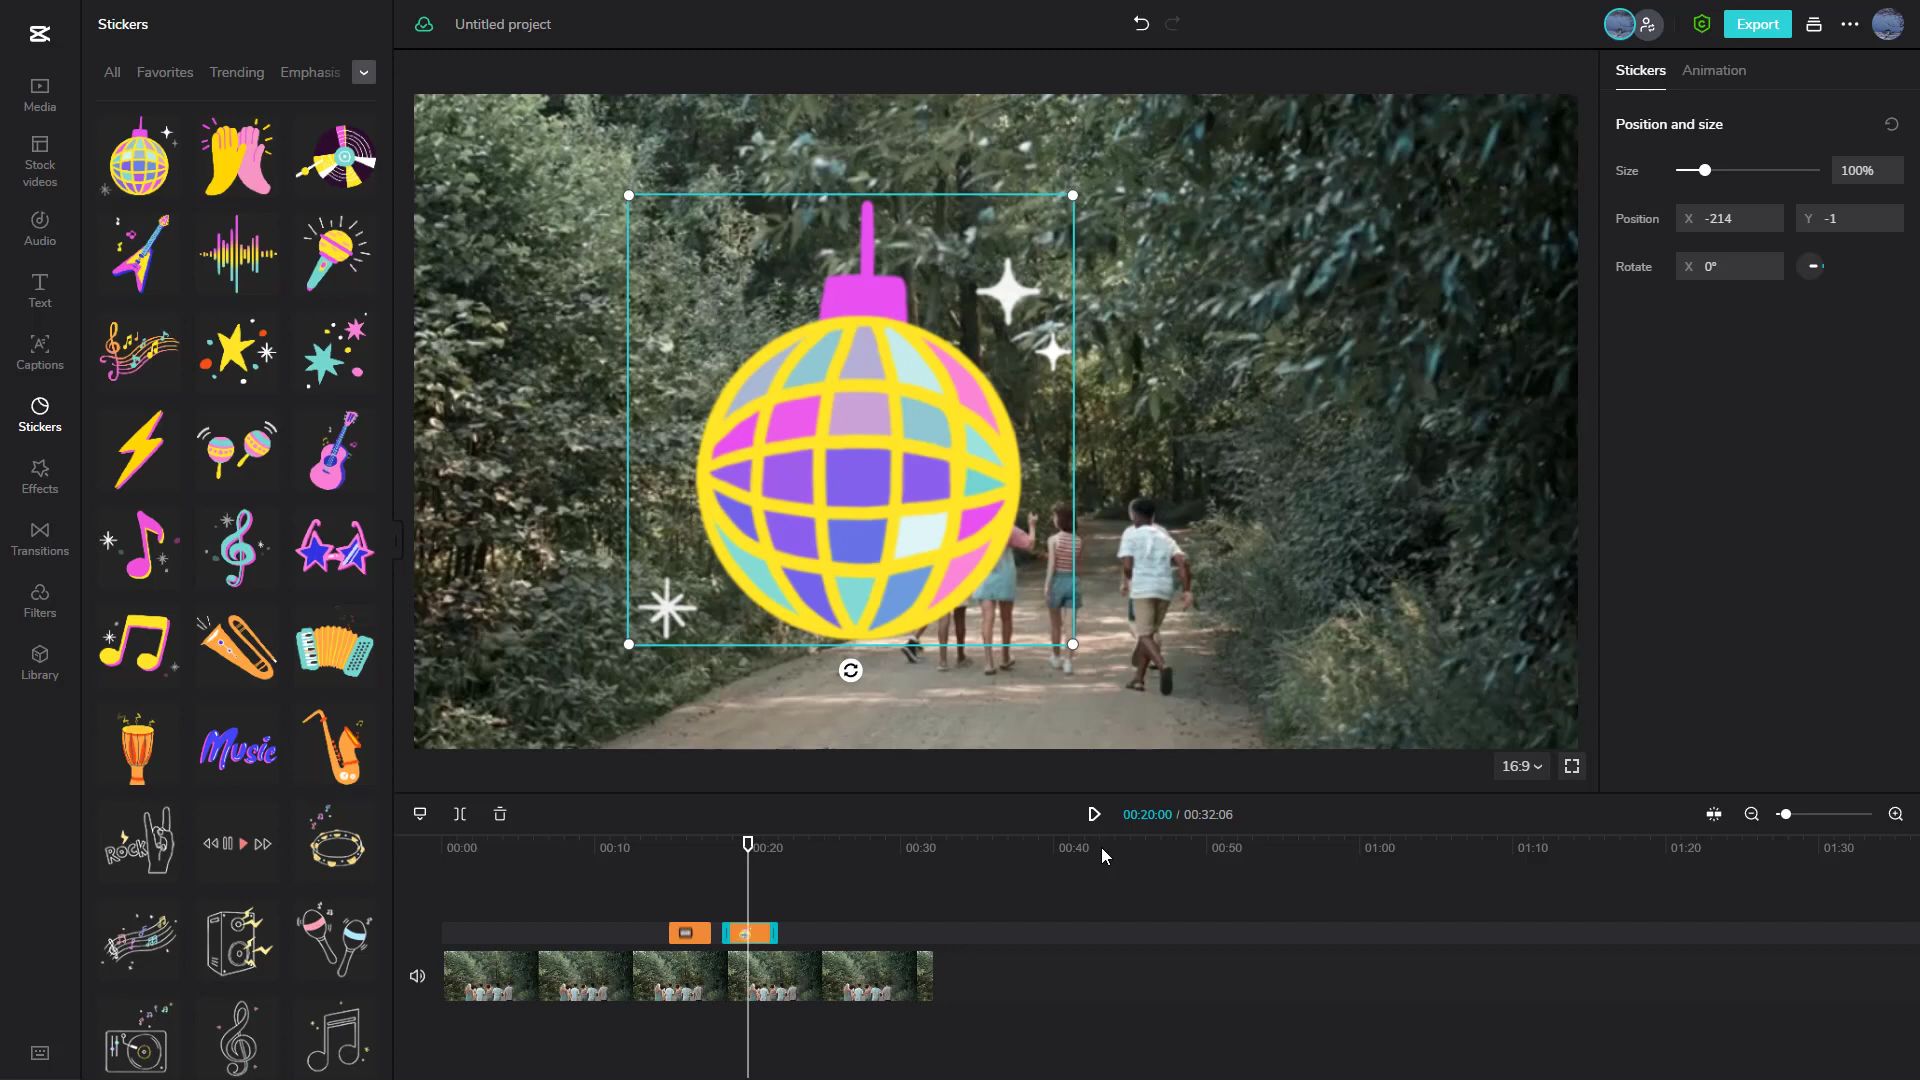 Stickers
Untitled project
Export
All Favorites Trending Emphasis
Media
Stock
videos
Audio
Text
Captions
Stickers
Effects
Transitions
Filters
Library
Music
ROCK
Stickers Animation
Position and size
Size 100%
Position X -214 Y -1
Rotate X 0°
16:9
00:20:00 / 00:32:06
00:00 00:10 00:20 00:30 00:40 00:50 01:00 01:10 01:20 01:30